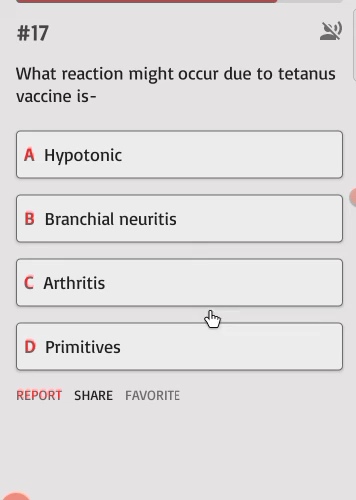 #17
What reaction might occur due to tetanus
vaccine is-
A Hypotonic
B Branchial neuritis
C Arthritis
D Primitives
REPORT SHARE FAVORITE